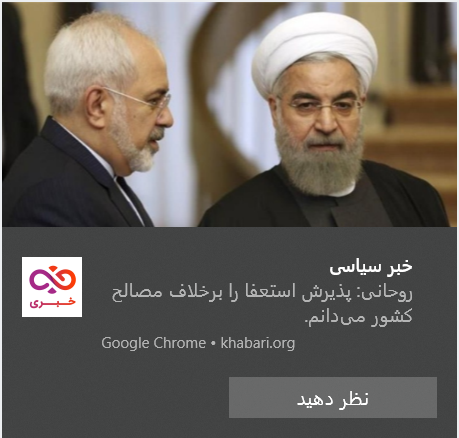 خبر سیاسی
روحانی: پذیرش استعفا را برخلاف مصالح
کشور می‌دانم.
خبری
Google Chrome • khabari.org
نظر دهید